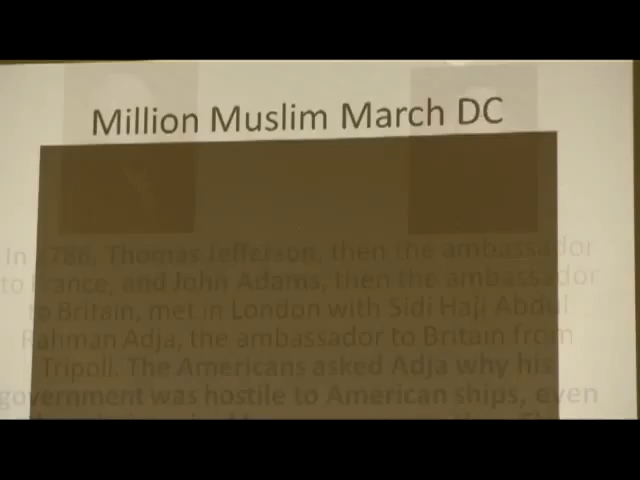 Million Muslim March DC
In 1786, Thomas Jefferson, then the ambassador
to France, and John Adams, then the ambassador
to Britain, met in London with Sidi Haji Abdul
Rahman Adja, the ambassador to Britain from
Tripoli. The Americans asked Adja why his
government was hostile to American ships, even